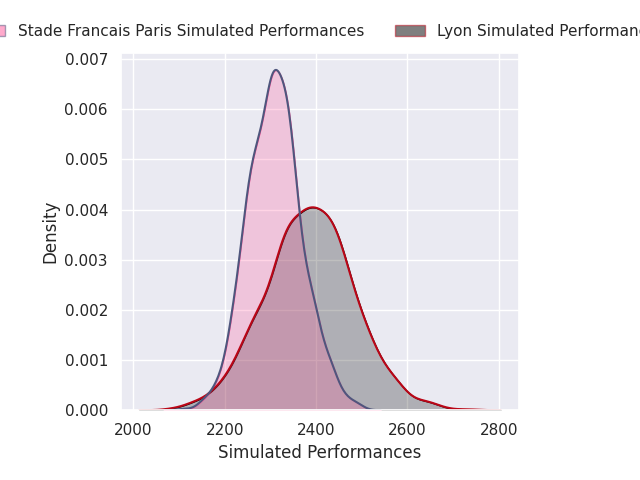 Stade Francais Paris Simulated Performances
Lyon Simulated
0.007
0.006
0.005
0.004
0.003
0.002
0.001
0.000
Density
2000 2200 2400 2600 2800
Simulated Performances